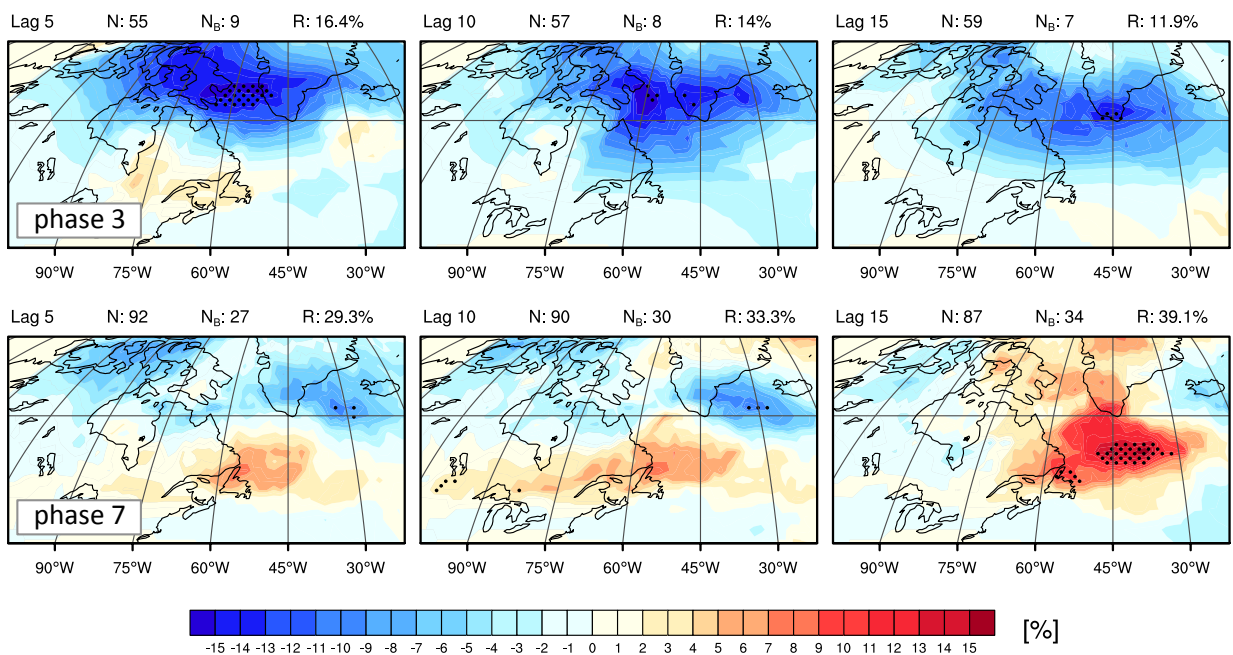 Lag 5 N: 55 N_B: 9 R: 16.4%
Lag 10 N: 57 N_B: 8 R: 14%
Lag 15 N: 59 N_B: 7 R: 11.9%
phase 3
90°W 75°W 60°W 45°W 30°W
90°W 75°W 60°W 45°W 30°W
90°W 75°W 60°W 45°W 30°W
Lag 5 N: 92 N_B: 27 R: 29.3%
Lag 10 N: 90 N_B: 30 R: 33.3%
Lag 15 N: 87 N_B: 34 R: 39.1%
phase 7
90°W 75°W 60°W 45°W 30°W
90°W 75°W 60°W 45°W 30°W
90°W 75°W 60°W 45°W 30°W
-15 -14 -13 -12 -11 -10 -9 -8 -7 -6 -5 -4 -3 -2 -1 0 1 2 3 4 5 6 7 8 9 10 11 12 13 14 15
[%]